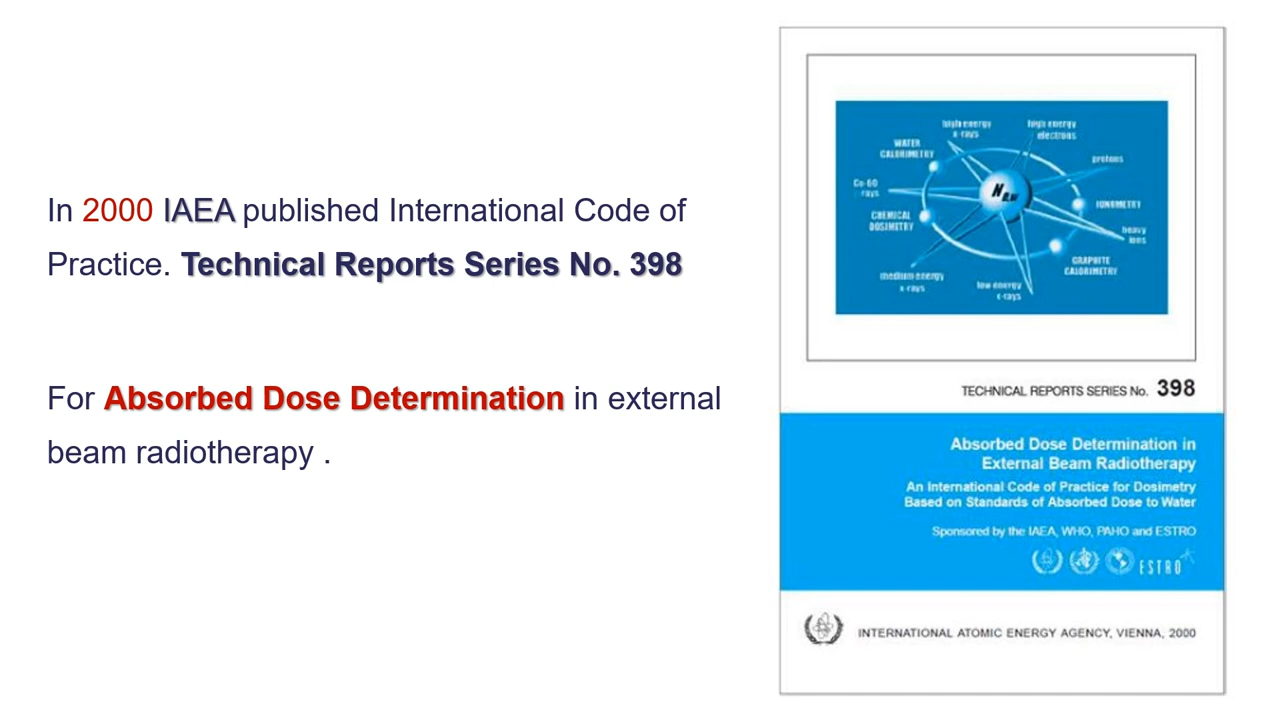 In 2000 IAEA published International Code of
Practice. Technical Reports Series No. 398
For Absorbed Dose Determination in external
beam radiotherapy .
high energy
x-rays
high energy
electrons
WATER
CALORIMETRY
protons
Co-60
rays
N D,w
IONOMETRY
CHEMICAL
DOSIMETRY
heavy
ions
GRAPHITE
CALORIMETRY
medium energy
x-rays
low energy
x-rays
TECHNICAL REPORTS SERIES No. 398
Absorbed Dose Determination in
External Beam Radiotherapy
An International Code of Practice for Dosimetry
Based on Standards of Absorbed Dose to Water
Sponsored by the IAEA, WHO, PAHO and ESTRO
ESTRO
INTERNATIONAL ATOMIC ENERGY AGENCY, VIENNA, 2000